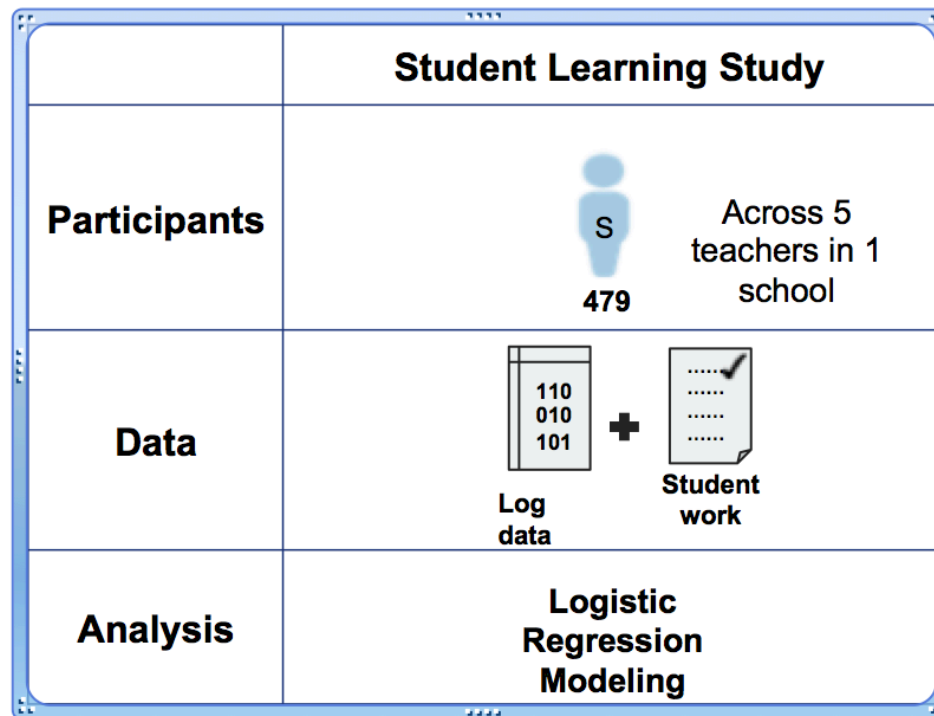 Student Learning Study
Participants
S
479
Across 5
teachers in 1
school
Data
110
010
101
Log
data
Student
work
Analysis
Logistic
Regression
Modeling